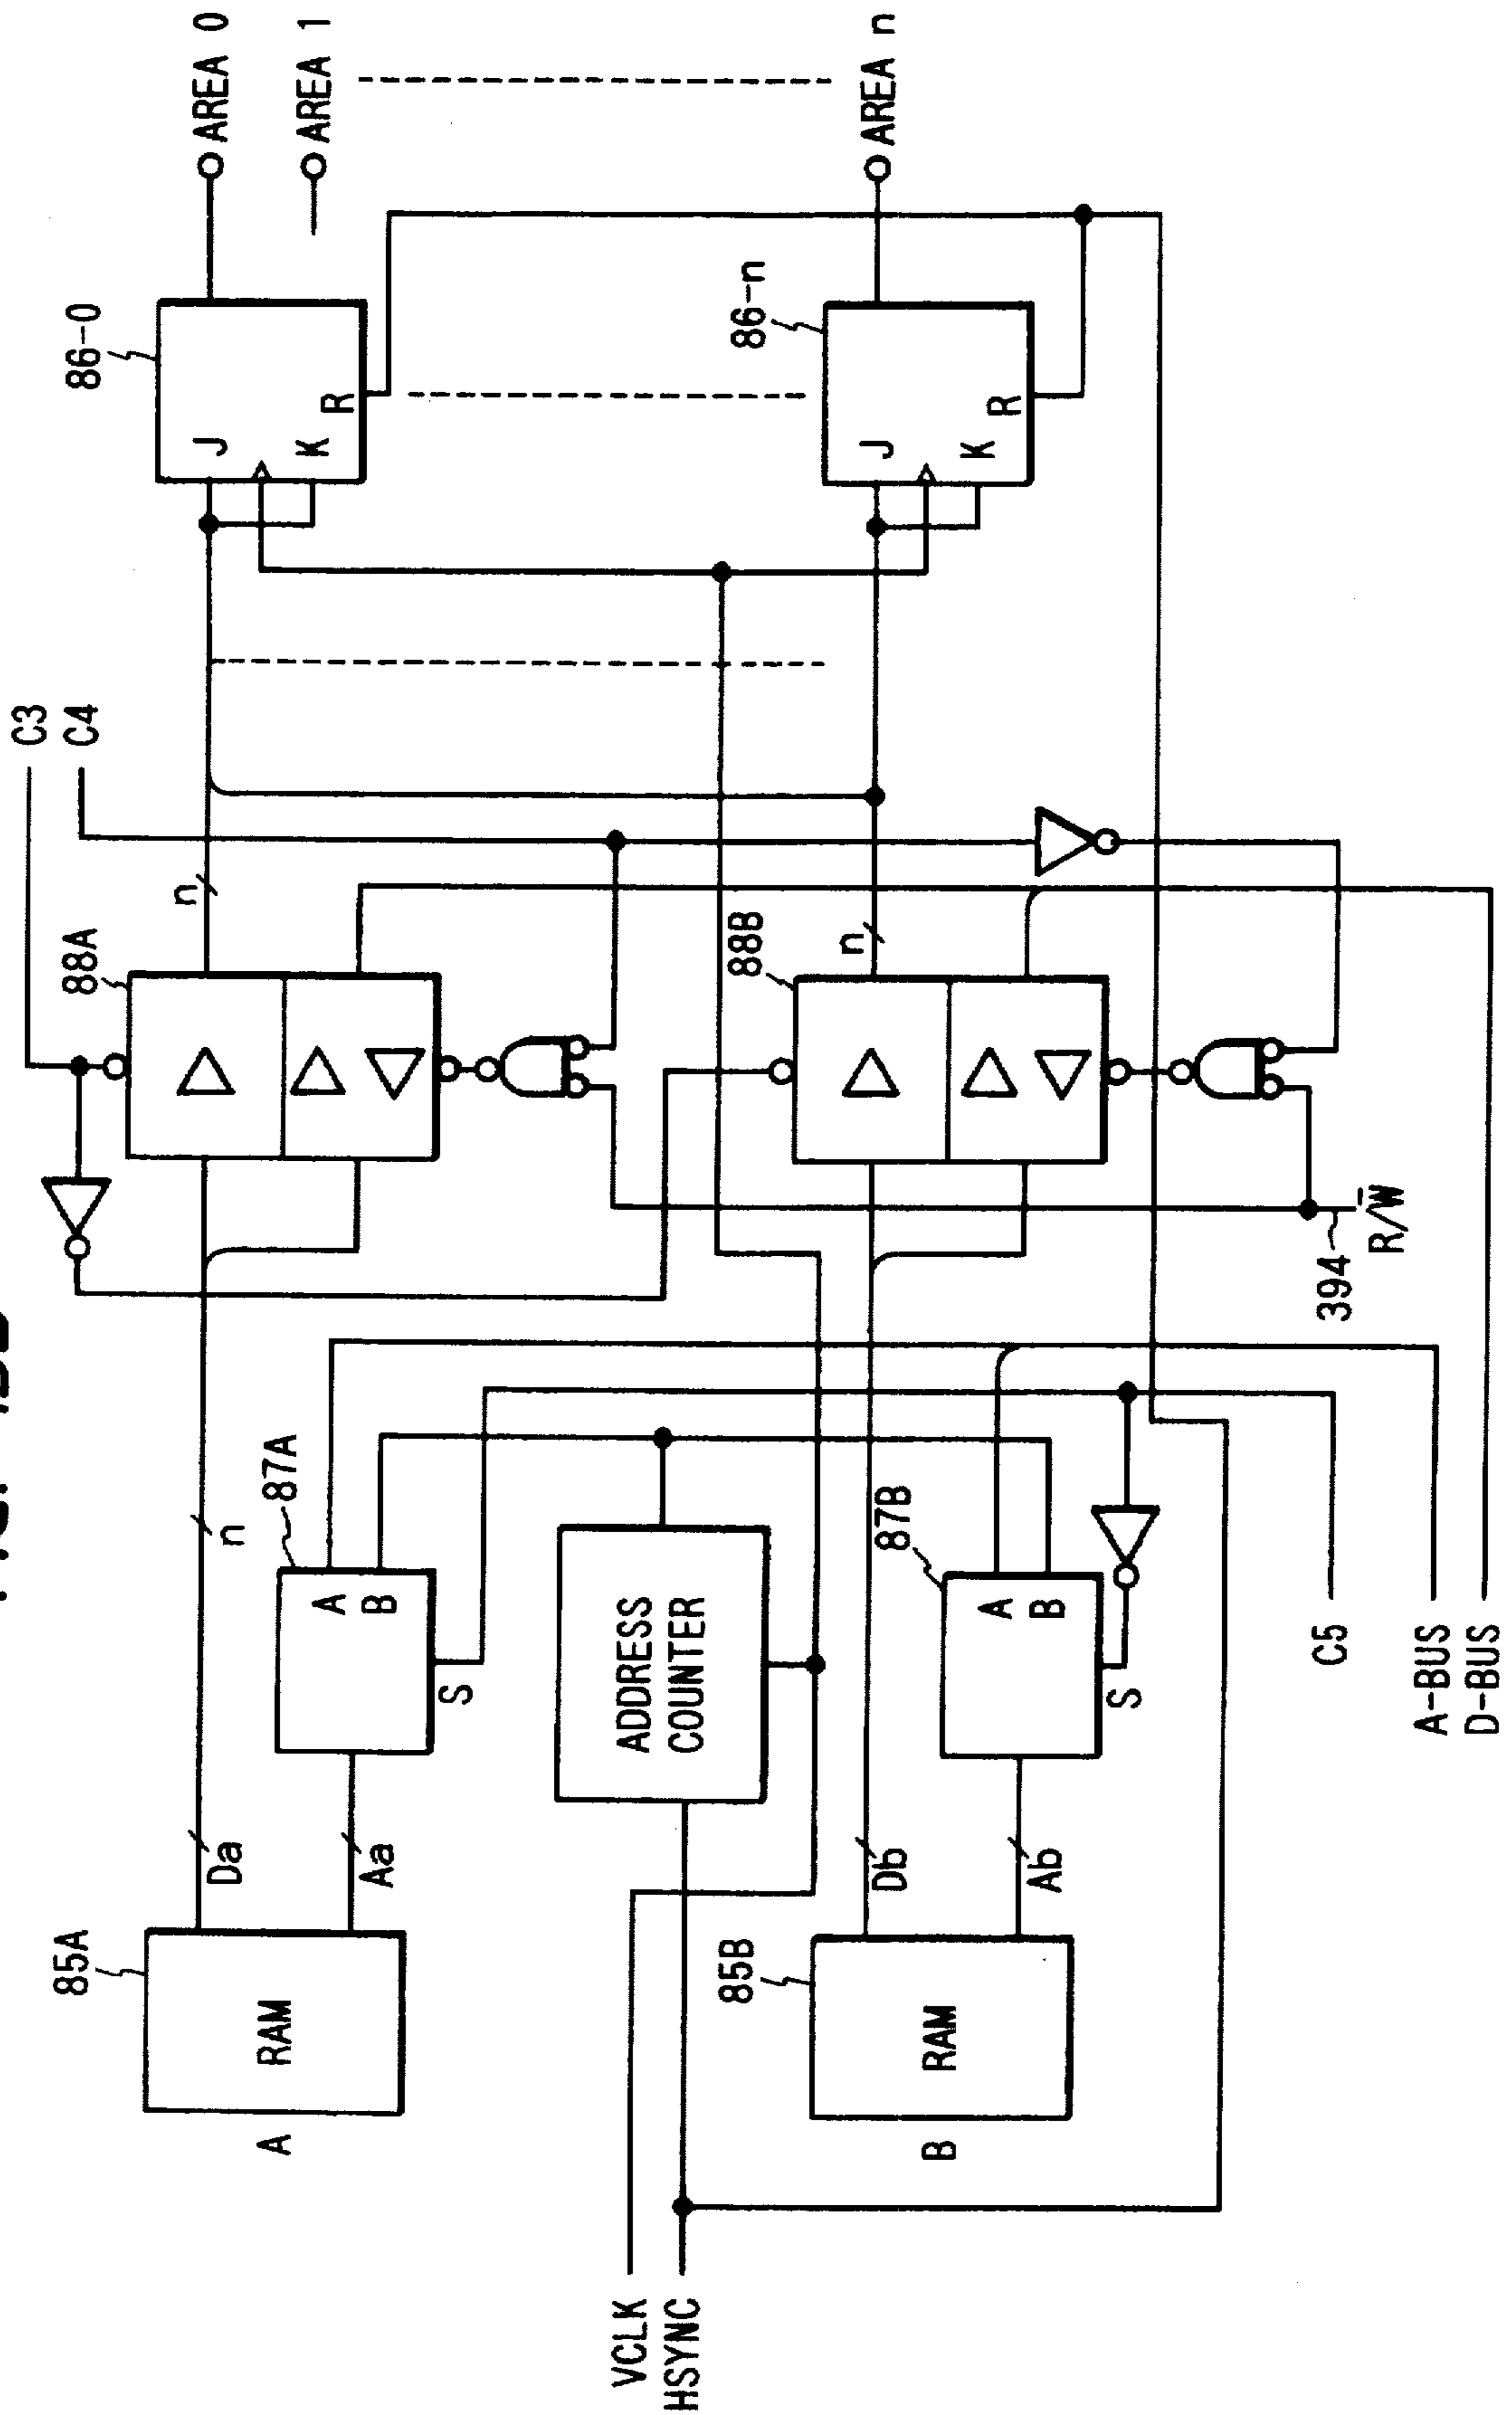 85A
RAM
A
Da
n
Aa
87A
A
B
S
n
88A
C3
C4
86-0
J
K
R
AREA 0
AREA 1
VCLK
HSYNC
ADDRESS
COUNTER
85B
RAM
B
Db
Ab
87B
A
B
S
n
88B
86-n
J
K
R
AREA n
394
R/W̅
C5
A-BUS
D-BUS